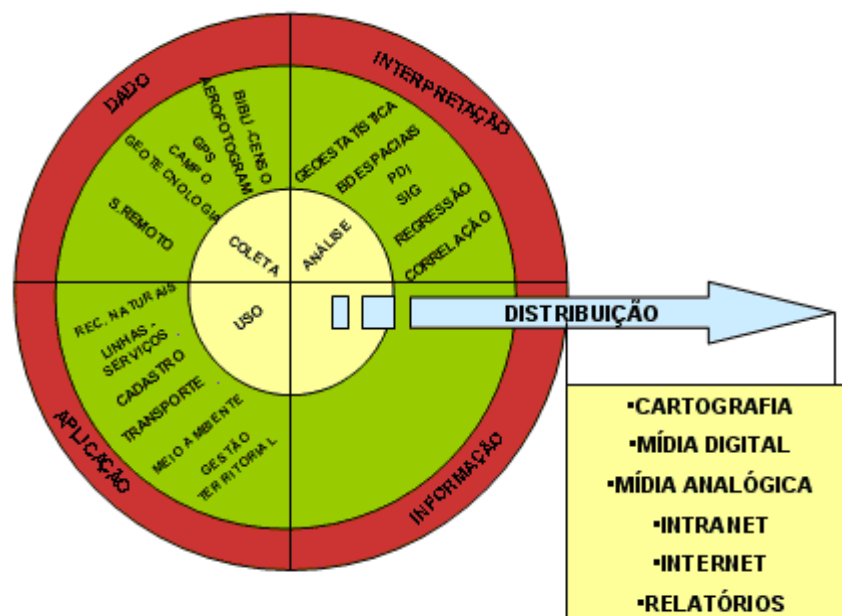 DADO
BIBLI.-CENSO
AEROFOTOGRAM
GPS
CAMPO
GEOTECNOLOGIA
S.REMOTO
COLETA
INTERPRETAÇÃO
GEOESTATÍSTICA
BDESPACIAIS
PDI
SIG
REGRESSÃO
CORRELAÇÃO
ANÁLISE
APLICAÇÃO
REC. NATURAIS
LINHAS -
SERVIÇOS
CADASTRO
TRANSPORTE
MEIO AMBIENTE
GESTÃO
TERRITORIAL
USO
INFORMAÇÃO
DISTRIBUIÇÃO
▪CARTOGRAFIA
▪MÍDIA DIGITAL
▪MÍDIA ANALÓGICA
▪INTRANET
▪INTERNET
▪RELATÓRIOS